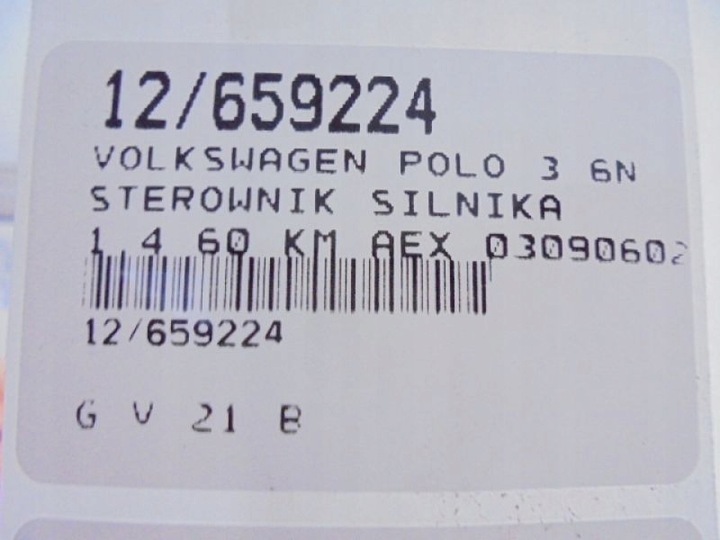 12/659224
VOLKSWAGEN POLO 3 6N
STEROWNIK SILNIKA
1.4 60 KM AEX 03090602
12/659224
G V 21 B